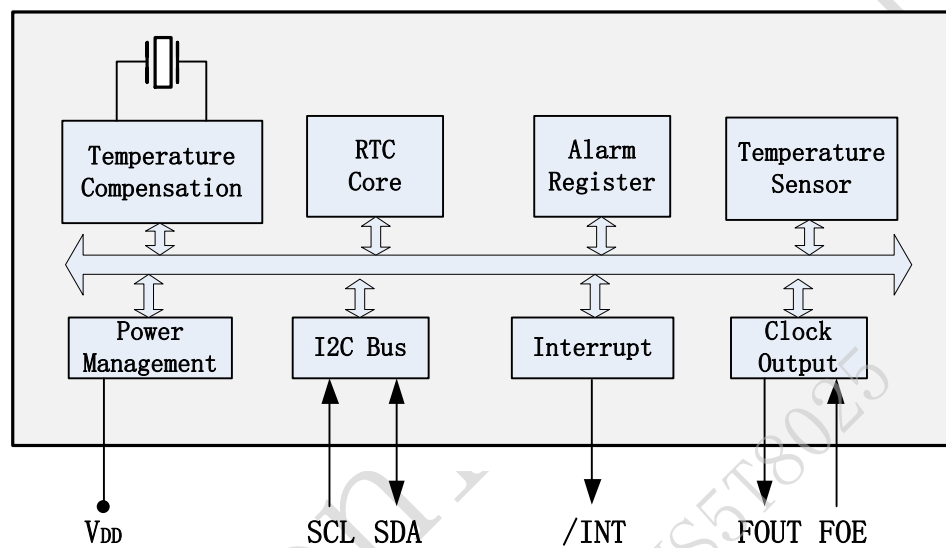 Temperature
Compensation
RTC
Core
Alarm
Register
Temperature
Sensor
Power
Management
I2C Bus
Interrupt
Clock
Output
VDD
SCL SDA
/INT
FOUT FOE